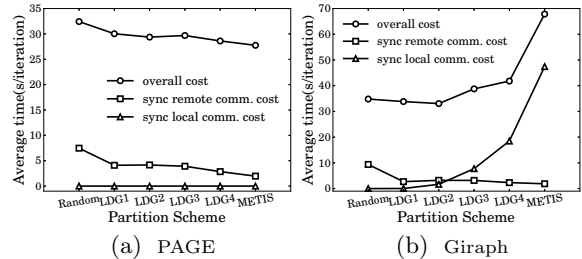 35
30
25
20
15
10
5
0
Average time(s/iteration)
overall cost
sync remote comm. cost
sync local comm. cost
Random LDG1 LDG2 LDG3 LDG4 METIS
Partition Scheme
(a) PAGE
70
60
50
40
30
20
10
0
Average time(s/iteration)
overall cost
sync remote comm. cost
sync local comm. cost
Random LDG1 LDG2 LDG3 LDG4 METIS
Partition Scheme
(b) Giraph